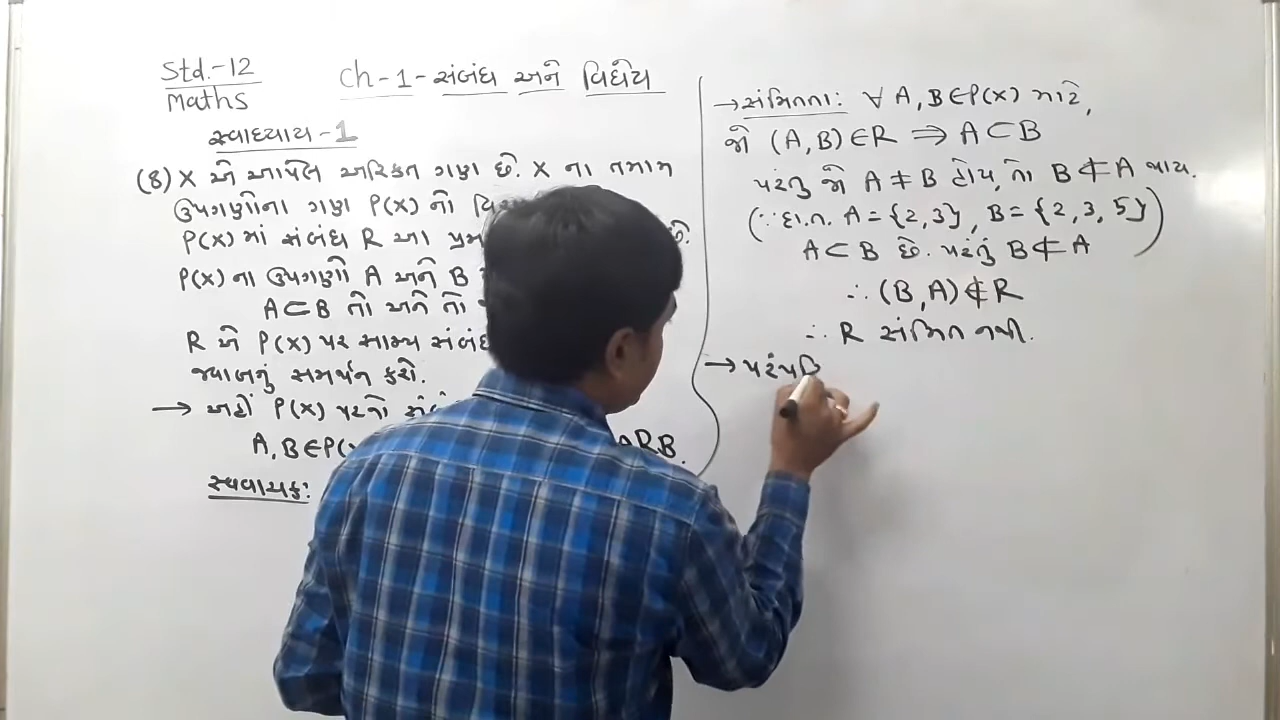 Std.-12
Maths
Ch-1-સંબંધ અને વિધેય
સ્વાધ્યાય-1
(8) X એ આપેલ અરિક્ત ગણ છે. X ના તમામ
ઉપગણોના ગણ P(X) નો
P(X) માં સંબંધ R આ
P(X) ના ઉપગણો A અને B
A⊂B તો અને તો
R એ P(X) પર સામ્ય
જવાબનું સમર્થન કરો.
→ અહીં P(X) પરનો
A, B∈P(X ARB.
સ્વવાચક:
→ સંમિતતા: ∀ A, B∈P(X) માટે,
જો (A, B)∈R ⇒ A⊂B
પરંતુ જો A ≠ B હોય, તો B⊄A થાય.
(∵ દા.ત. A = {2, 3}, B = {2, 3, 5})
A⊂B છે. પરંતું B⊄A
∴ (B, A)∉R
∴ R સંમિત નથી.
→ પરંપરિ